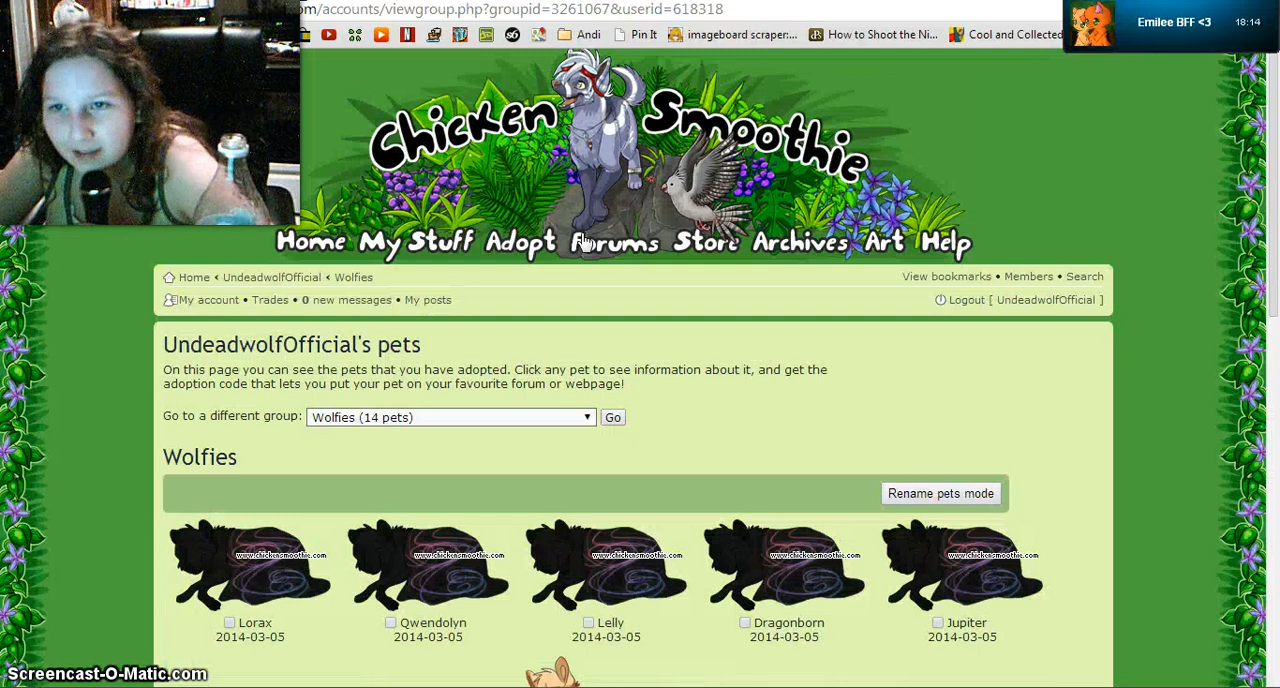 om/accounts/viewgroup.php?groupid=3261067&userid=618318
Emilee BFF <3 18:14
Andi Pin It imageboard scraper:... How to Shoot the Ni... Cool and Collected
Chicken Smoothie
Home My Stuff Adopt Forums Store Archives Art Help
Home ‹ UndeadwolfOfficial ‹ Wolfies
View bookmarks • Members • Search
My account • Trades • 0 new messages • My posts
Logout [ UndeadwolfOfficial ]
UndeadwolfOfficial's pets
On this page you can see the pets that you have adopted. Click any pet to see information about it, and get the
adoption code that lets you put your pet on your favourite forum or webpage!
Go to a different group: Wolfies (14 pets) Go
Wolfies
Rename pets mode
www.chickensmoothie.com www.chickensmoothie.com www.chickensmoothie.com www.chickensmoothie.com www.chickensmoothie.com
Lorax Qwendolyn Lelly Dragonborn Jupiter
2014-03-05 2014-03-05 2014-03-05 2014-03-05 2014-03-05
Screencast-O-Matic.com